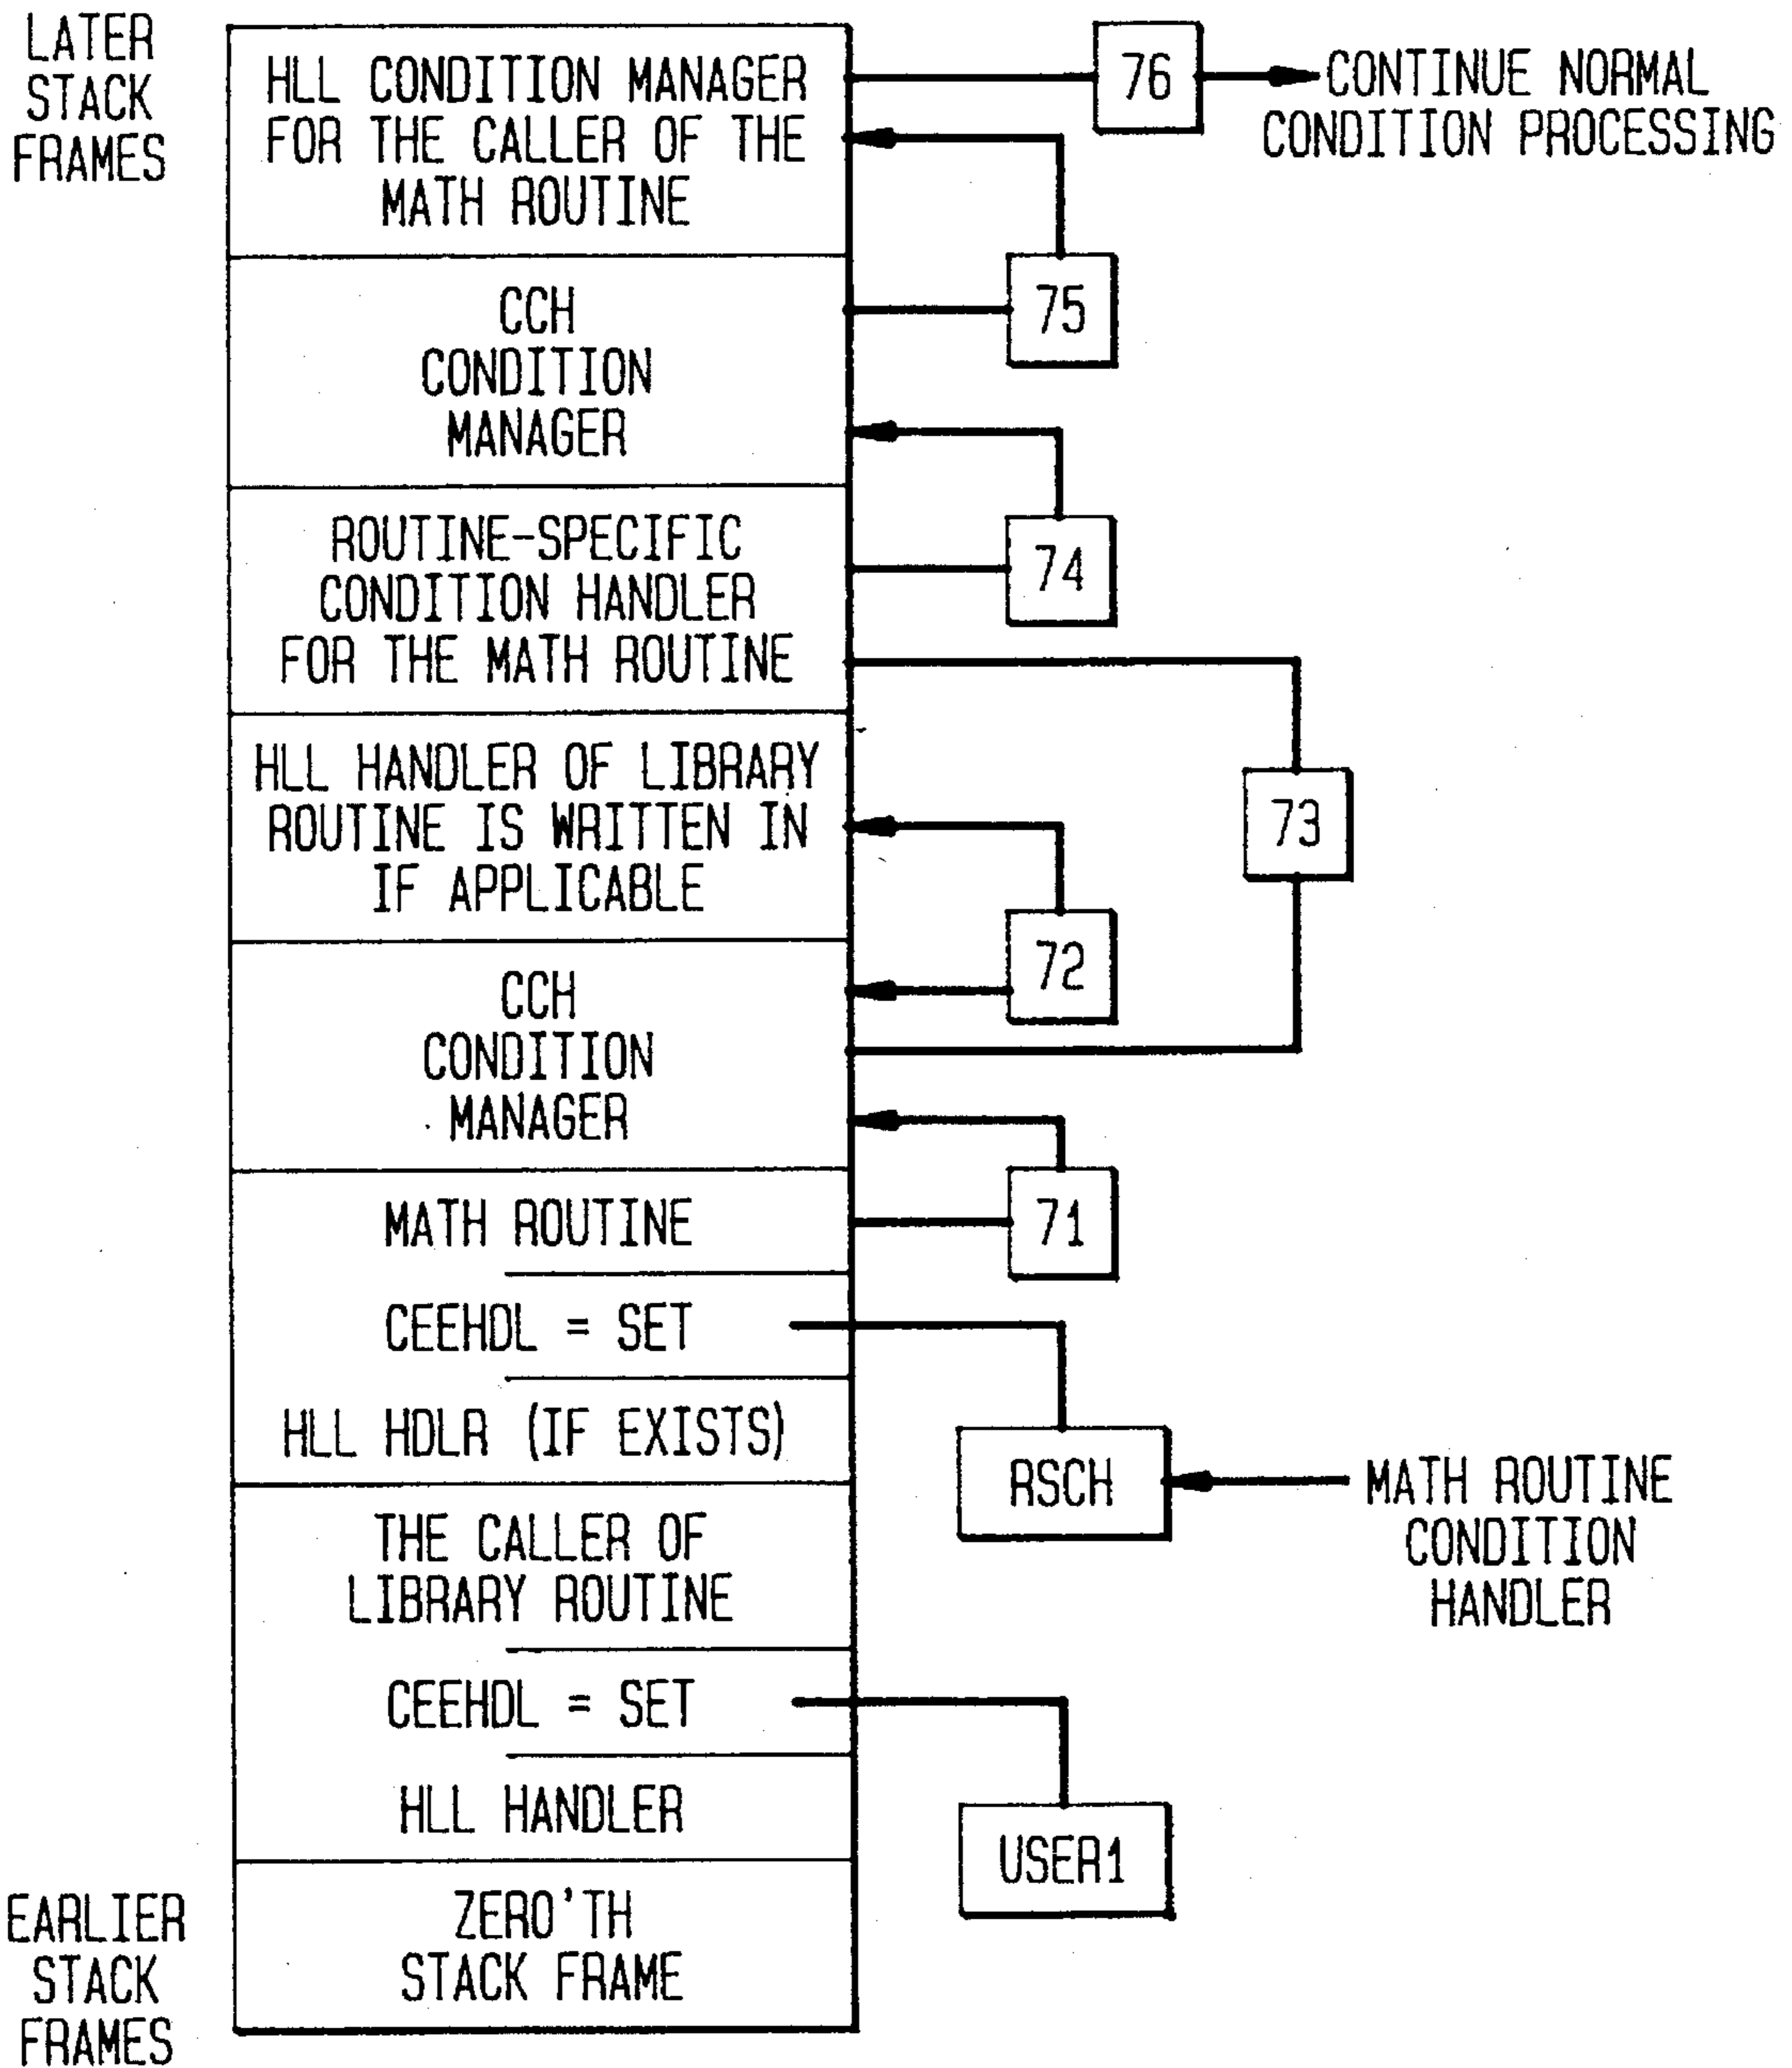 LATER
STACK
FRAMES
HLL CONDITION MANAGER
FOR THE CALLER OF THE
MATH ROUTINE
76
CONTINUE NORMAL
CONDITION PROCESSING
75
CCH
CONDITION
MANAGER
ROUTINE-SPECIFIC
CONDITION HANDLER
FOR THE MATH ROUTINE
74
HLL HANDLER OF LIBRARY
ROUTINE IS WRITTEN IN
IF APPLICABLE
73
72
CCH
CONDITION
MANAGER
MATH ROUTINE
71
CEEHDL = SET
HLL HDLR (IF EXISTS)
RSCH
MATH ROUTINE
CONDITION
HANDLER
THE CALLER OF
LIBRARY ROUTINE
CEEHDL = SET
HLL HANDLER
USER1
EARLIER
STACK
FRAMES
ZERO'TH
STACK FRAME